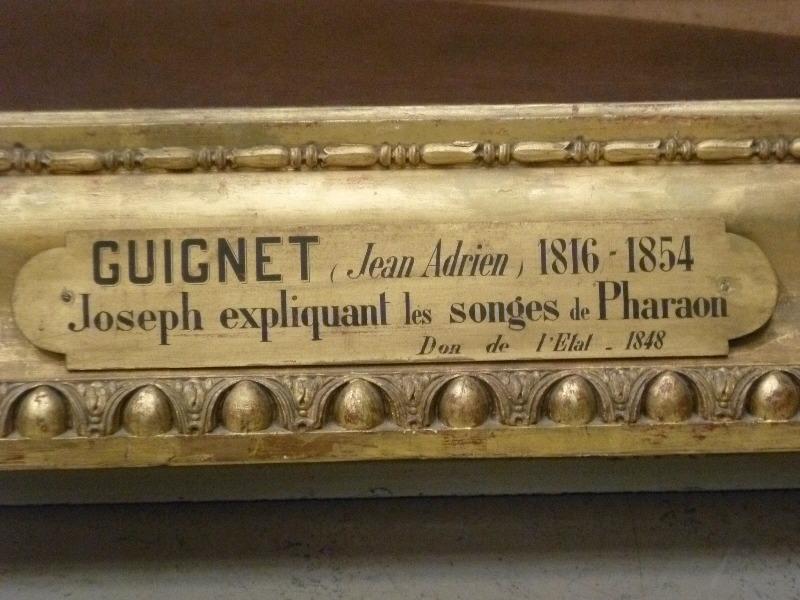 GUIGNET (Jean Adrien) 1816 - 1854
Joseph expliquant les songes de Pharaon
Don de l'Etat - 1848